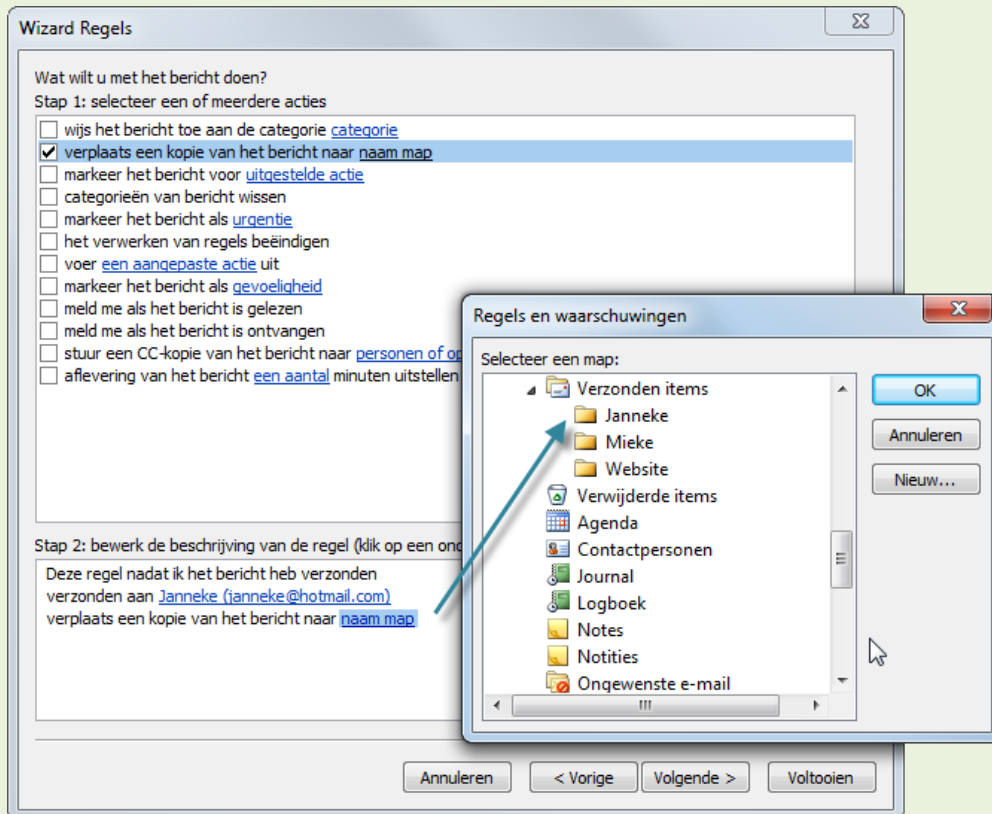 Wizard Regels
Wat wilt u met het bericht doen?
Stap 1: selecteer een of meerdere acties
wijs het bericht toe aan de categorie categorie
verplaats een kopie van het bericht naar naam map
markeer het bericht voor uitgestelde actie
categorieën van bericht wissen
markeer het bericht als urgentie
het verwerken van regels beëindigen
voer een aangepaste actie uit
markeer het bericht als gevoeligheid
meld me als het bericht is gelezen
meld me als het bericht is ontvangen
stuur een CC-kopie van het bericht naar personen of
aflevering van het bericht een aantal minuten uitstellen
Stap 2: bewerk de beschrijving van de regel (klik op een
Deze regel nadat ik het bericht heb verzonden
verzonden aan Janneke (janneke@hotmail.com)
verplaats een kopie van het bericht naar naam map
Annuleren
< Vorige
Volgende >
Voltooien
Regels en waarschuwingen
Selecteer een map:
Verzonden items
Janneke
Mieke
Website
Verwijderde items
Agenda
Contactpersonen
Journal
Logboek
Notes
Notities
Ongewenste e-mail
OK
Annuleren
Nieuw...